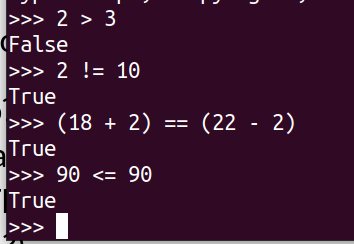 >>> 2 > 3
False
>>> 2 != 10
True
>>> (18 + 2) == (22 - 2)
True
>>> 90 <= 90
True
>>>